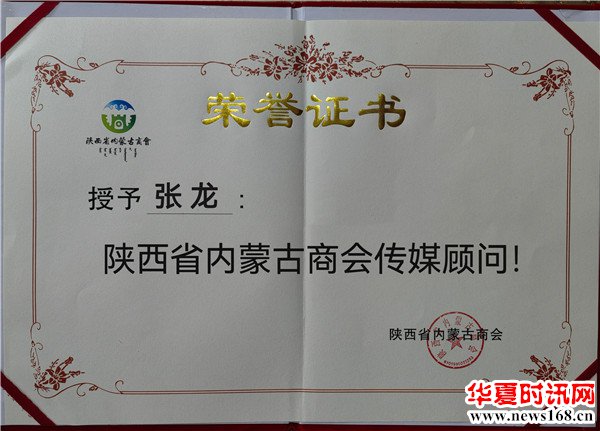 荣誉证书
陕西省内蒙古商會
授予 张龙：
陕西省内蒙古商会传媒顾问！
陕西省内蒙古商会
华夏时讯网
www.news168.cn